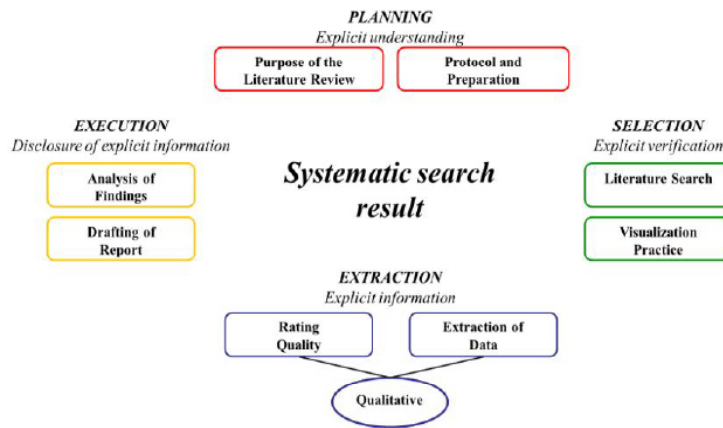 PLANNING
Explicit understanding
Purpose of the
Literature Review
Protocol and
Preparation
EXECUTION
Disclosure of explicit information
Analysis of
Findings
Drafting of
Report
Systematic search
result
SELECTION
Explicit verification
Literature Search
Visualization
Practice
EXTRACTION
Explicit information
Rating
Quality
Extraction of
Data
Qualitative